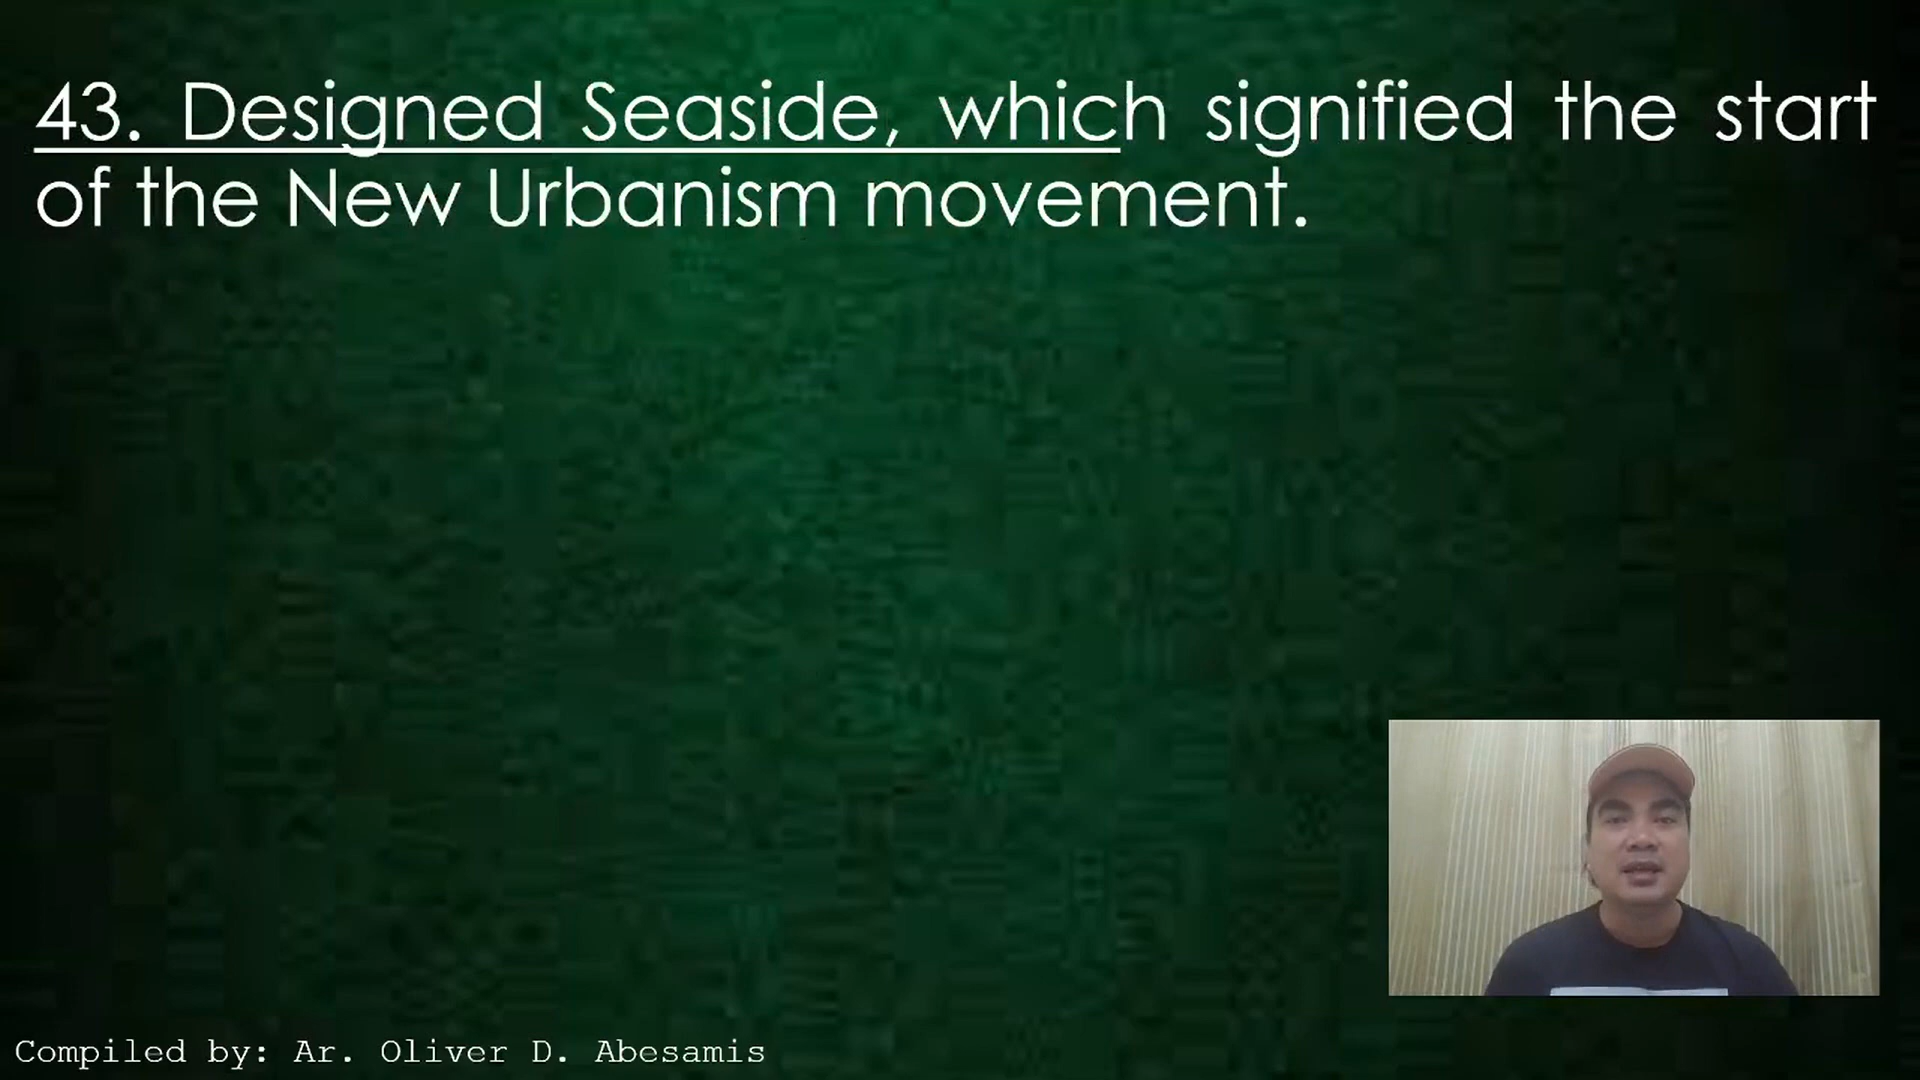 43. Designed Seaside, which signified the start
of the New Urbanism movement.
Compiled by: Ar. Oliver D. Abesamis